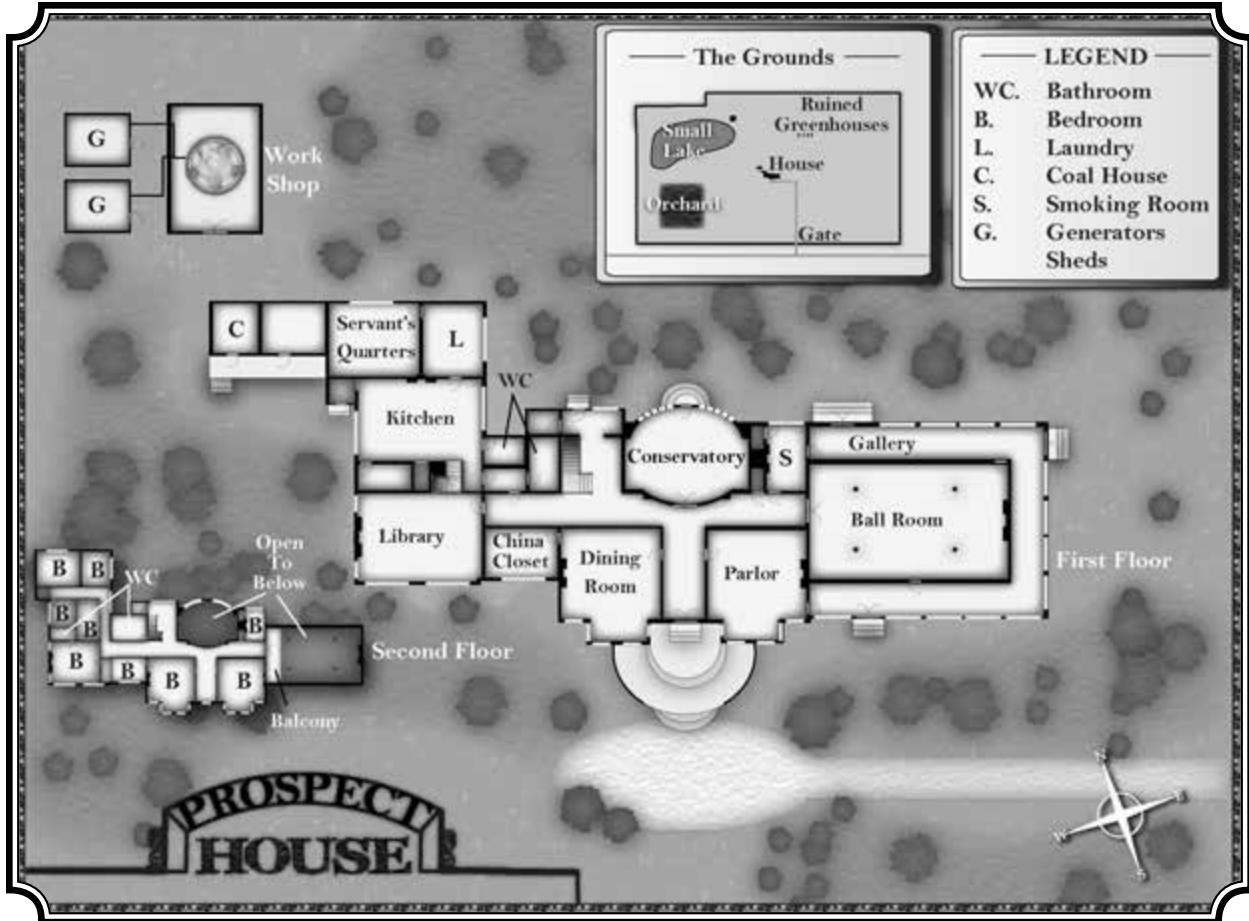 The Grounds
Ruined
Greenhouses
Small
Lake
House
Orchard
Gate
LEGEND
WC. Bathroom
B. Bedroom
L. Laundry
C. Coal House
S. Smoking Room
G. Generators
Sheds
G
G
Work
Shop
C
Servant's
Quarters
L
WC
Kitchen
Conservatory
S
Gallery
Ball Room
Library
China
Closet
Dining
Room
Parlor
First Floor
Open
To
Below
B
B
WC
B
B
B
B
B
B
B
Second Floor
Balcony
PROSPECT
HOUSE
N
E
W
S